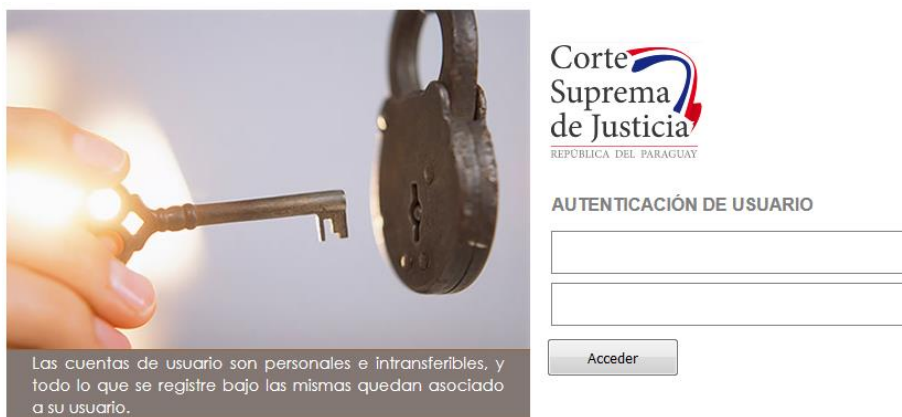 Corte
Suprema
de Justicia
REPÚBLICA DEL PARAGUAY
AUTENTICACIÓN DE USUARIO
Acceder
Las cuentas de usuario son personales e intransferibles, y
todo lo que se registre bajo las mismas quedan asociado
a su usuario.